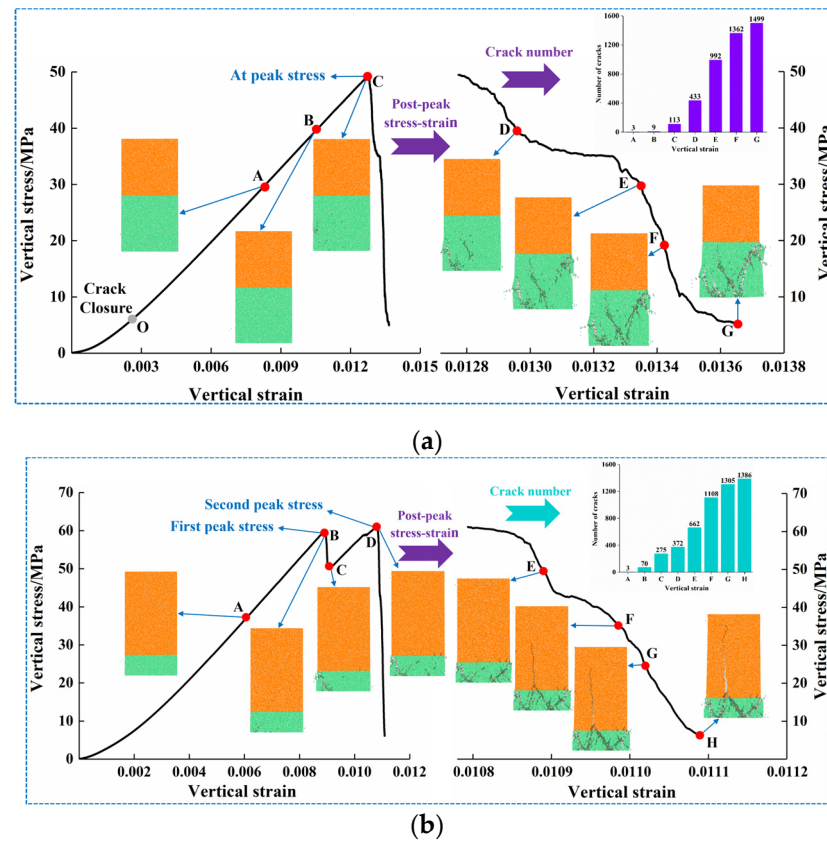 Crack number
At peak stress
Post-peak
stress-strain
Vertical stress/MPa
50
40
30
20
10
0
C
B
A
Crack
Closure
O
0.003
0.006
0.009
0.012
0.015
Vertical strain
D
E
F
G
0.0128
0.0130
0.0132
0.0134
0.0136
0.0138
Vertical strain
50
40
30
20
10
Vertical stress/MPa
Number of cracks
1600
1200
800
400
0
3
9
113
433
992
1362
1499
A B C D E F G
Vertical strain
(a)
Second peak stress
First peak stress
Post-peak
stress-strain
Crack number
Vertical stress/MPa
70
60
50
40
30
20
10
0
A
B
C
D
0.002
0.004
0.006
0.008
0.010
0.012
Vertical strain
E
F
G
H
0.0108
0.0109
0.0110
0.0111
0.0112
Vertical strain
70
60
50
40
30
20
10
0
Vertical stress/MPa
Number of cracks
1600
1200
800
400
0
3
70
275
372
662
1108
1305
1386
A B C D E F G H
Vertical strain
(b)